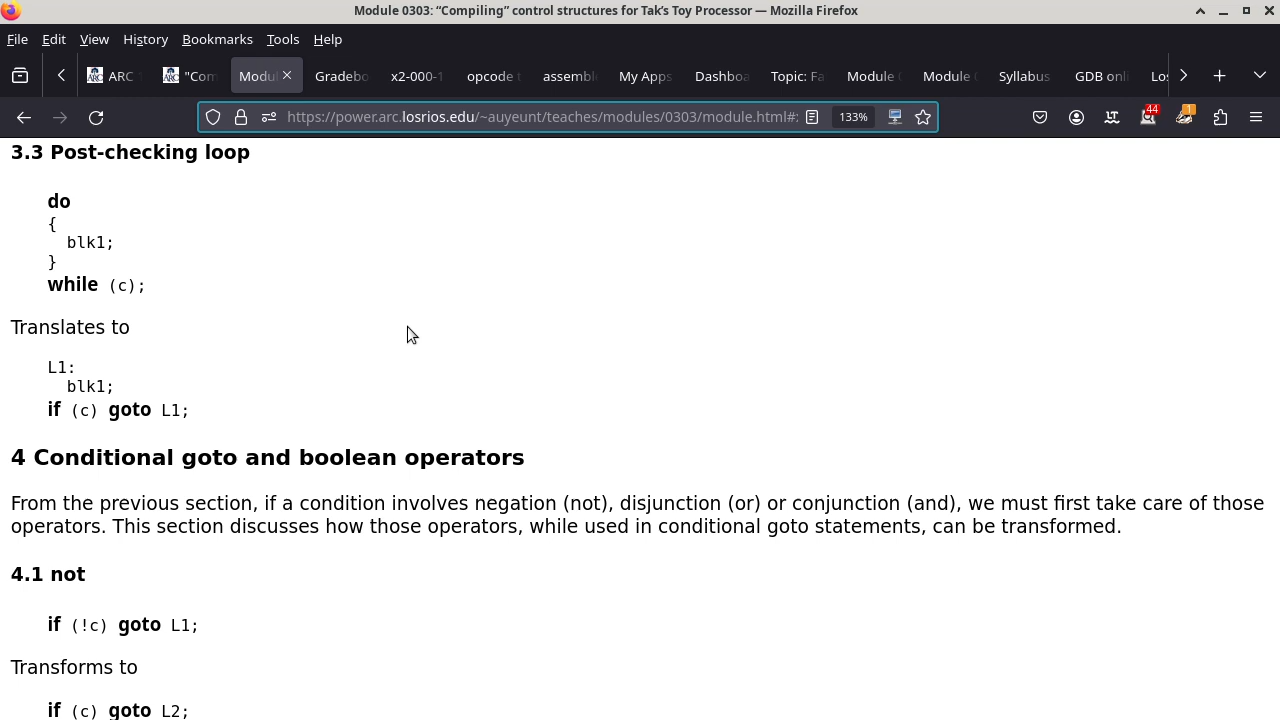 Module 0303: “Compiling” control structures for Tak’s Toy Processor — Mozilla Firefox
File Edit View History Bookmarks Tools Help
ARC "Com Modul Gradebo x2-000-1 opcode t assembl My Apps Dashboa Topic: Fa Module Module Syllabus GDB onli Los
https://power.arc.losrios.edu/~auyeunt/teaches/modules/0303/module.html#: 133% 44 1
3.3 Post-checking loop
do
{
blk1;
}
while (c);
Translates to
L1:
blk1;
if (c) goto L1;
4 Conditional goto and boolean operators
From the previous section, if a condition involves negation (not), disjunction (or) or conjunction (and), we must first take care of those
operators. This section discusses how those operators, while used in conditional goto statements, can be transformed.
4.1 not
if (!c) goto L1;
Transforms to
if (c) goto L2;